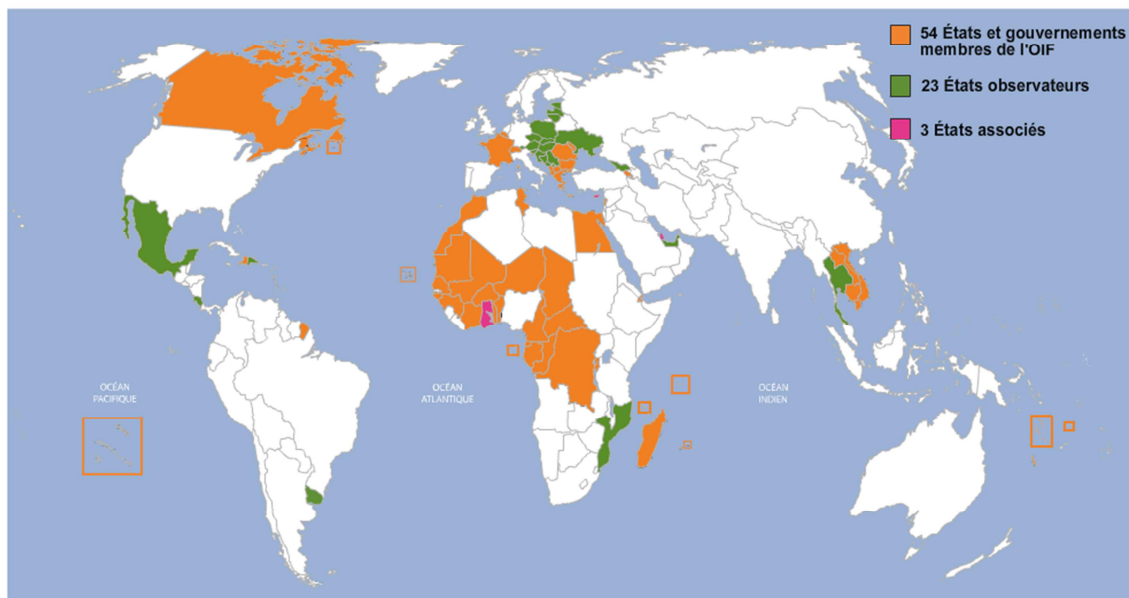 54 États et gouvernements
membres de l'OIF
23 États observateurs
3 États associés
OCÉAN
PACIFIQUE
OCÉAN
ATLANTIQUE
OCÉAN
INDIEN